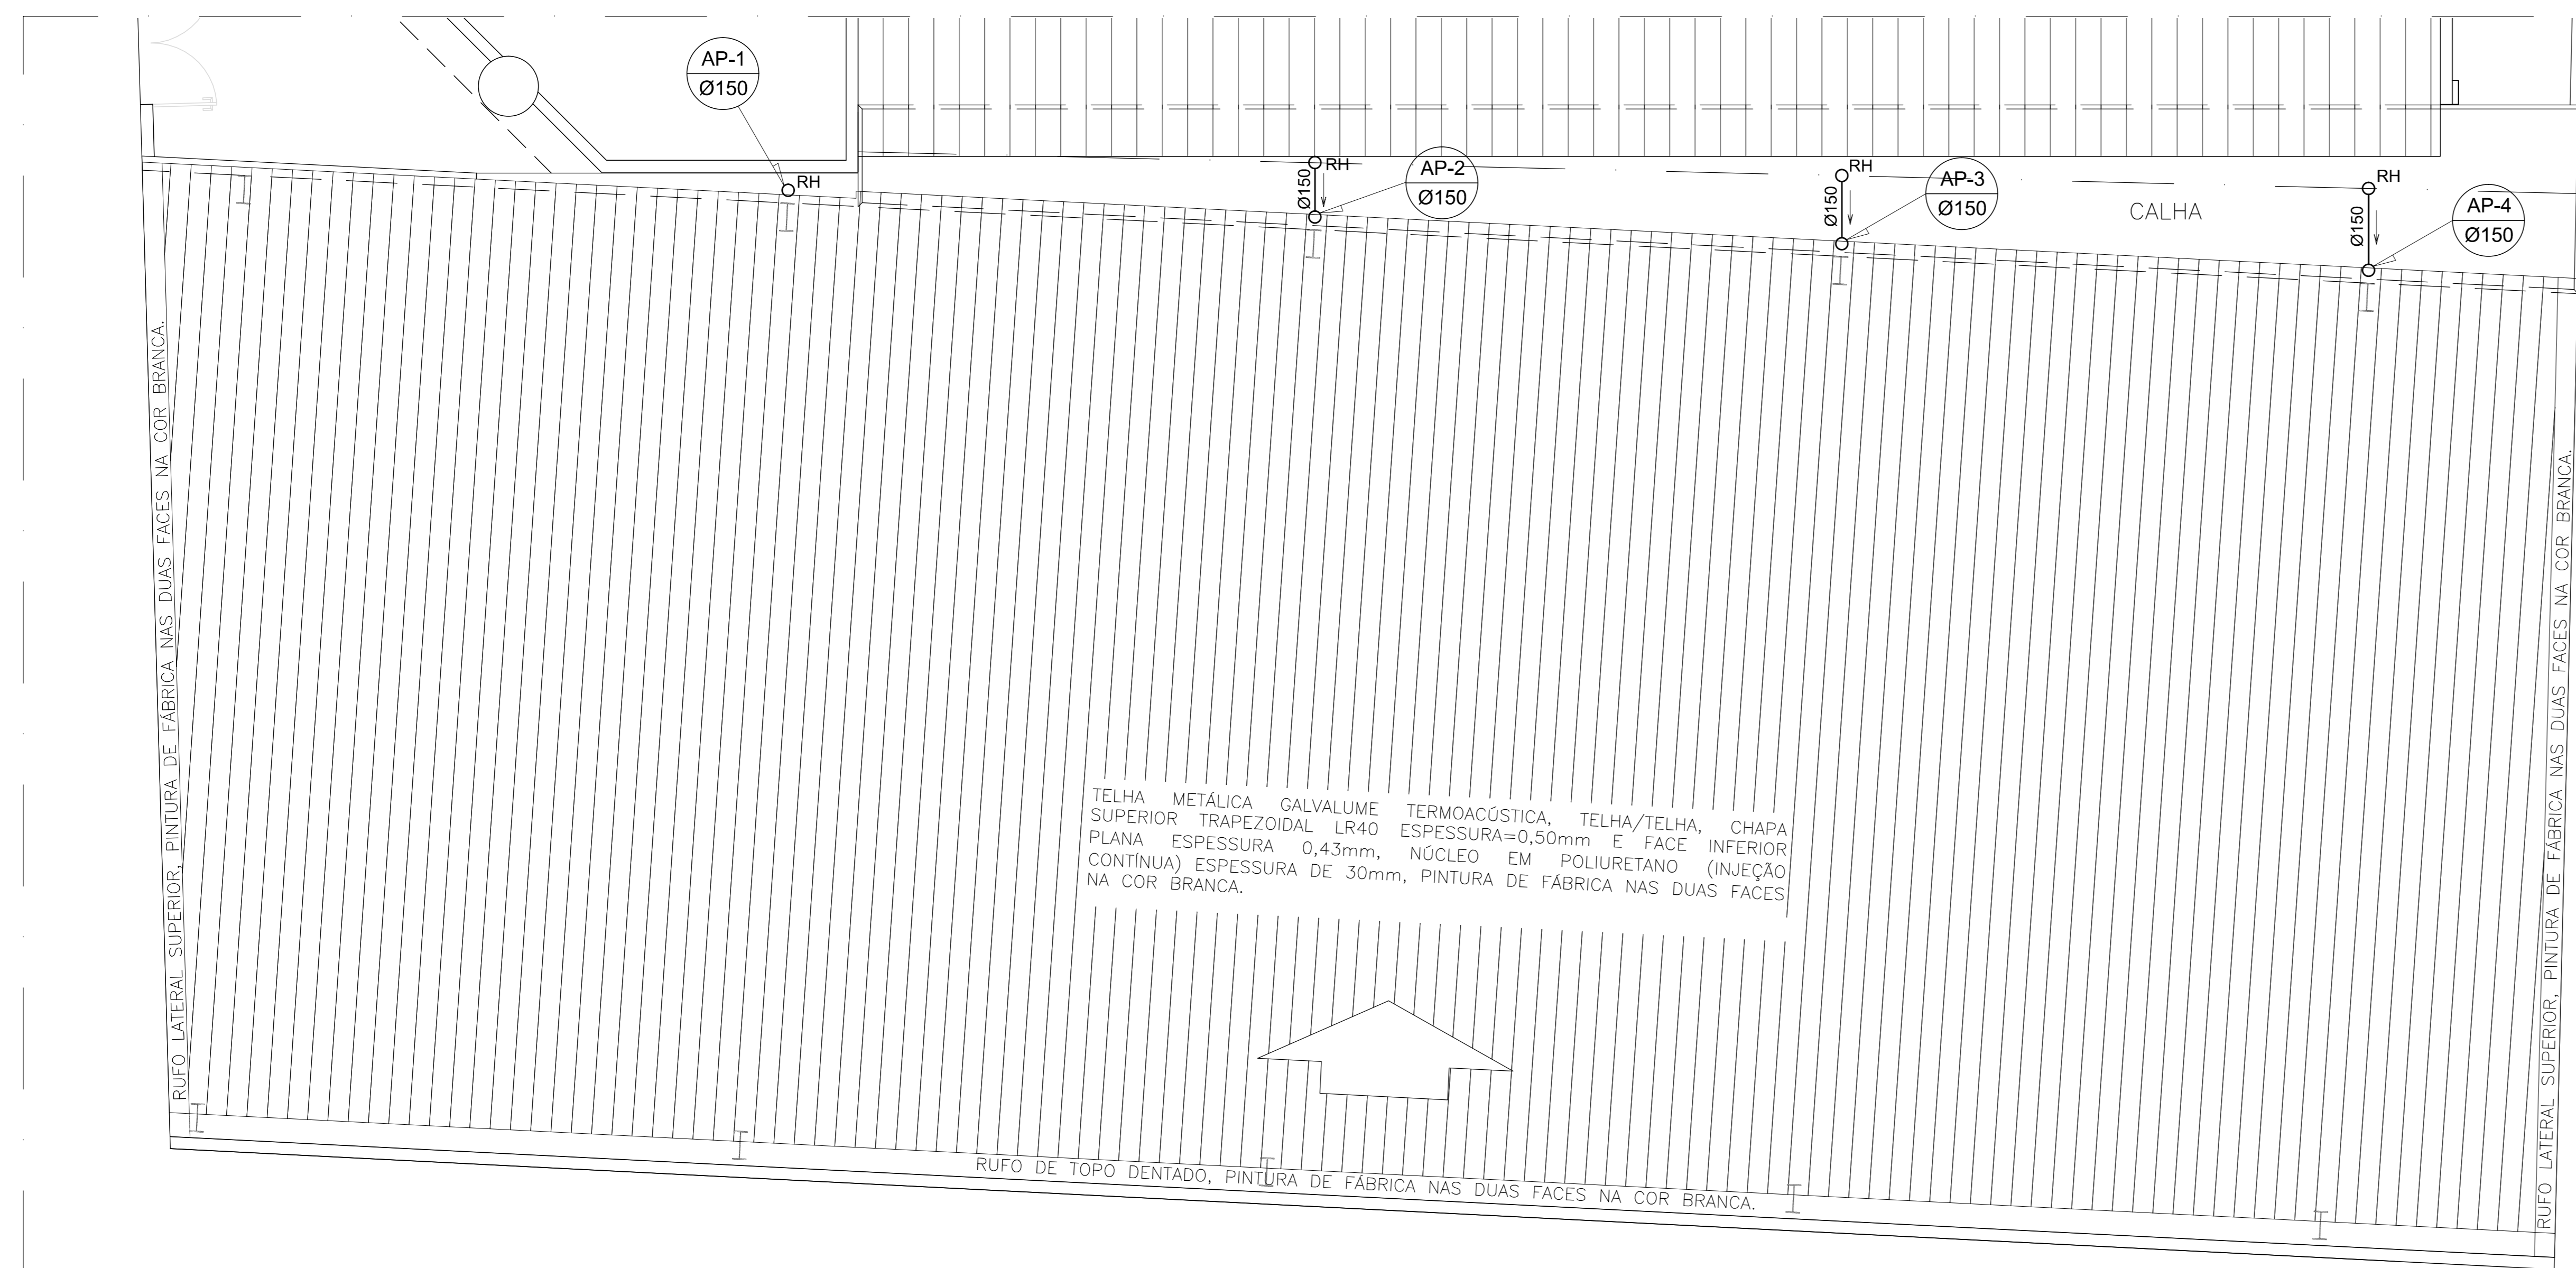 AP-1
Ø150
RH
RH
Ø150
AP-2
Ø150
RH
Ø150
AP-3
Ø150
CALHA
RH
Ø150
AP-4
Ø150
RUFO LATERAL SUPERIOR, PINTURA DE FÁBRICA NAS DUAS FACES NA COR BRANCA.
TELHA METÁLICA GALVALUME TERMOACÚSTICA, TELHA/TELHA, CHAPA
SUPERIOR TRAPEZOIDAL LR40 ESPESSURA=0,50mm E FACE INFERIOR
PLANA ESPESSURA 0,43mm, NÚCLEO EM POLIURETANO (INJEÇÃO
CONTÍNUA) ESPESSURA DE 30mm, PINTURA DE FÁBRICA NAS DUAS FACES
NA COR BRANCA.
RUFO LATERAL SUPERIOR, PINTURA DE FÁBRICA NAS DUAS FACES NA COR BRANCA.
RUFO DE TOPO DENTADO, PINTURA DE FÁBRICA NAS DUAS FACES NA COR BRANCA.